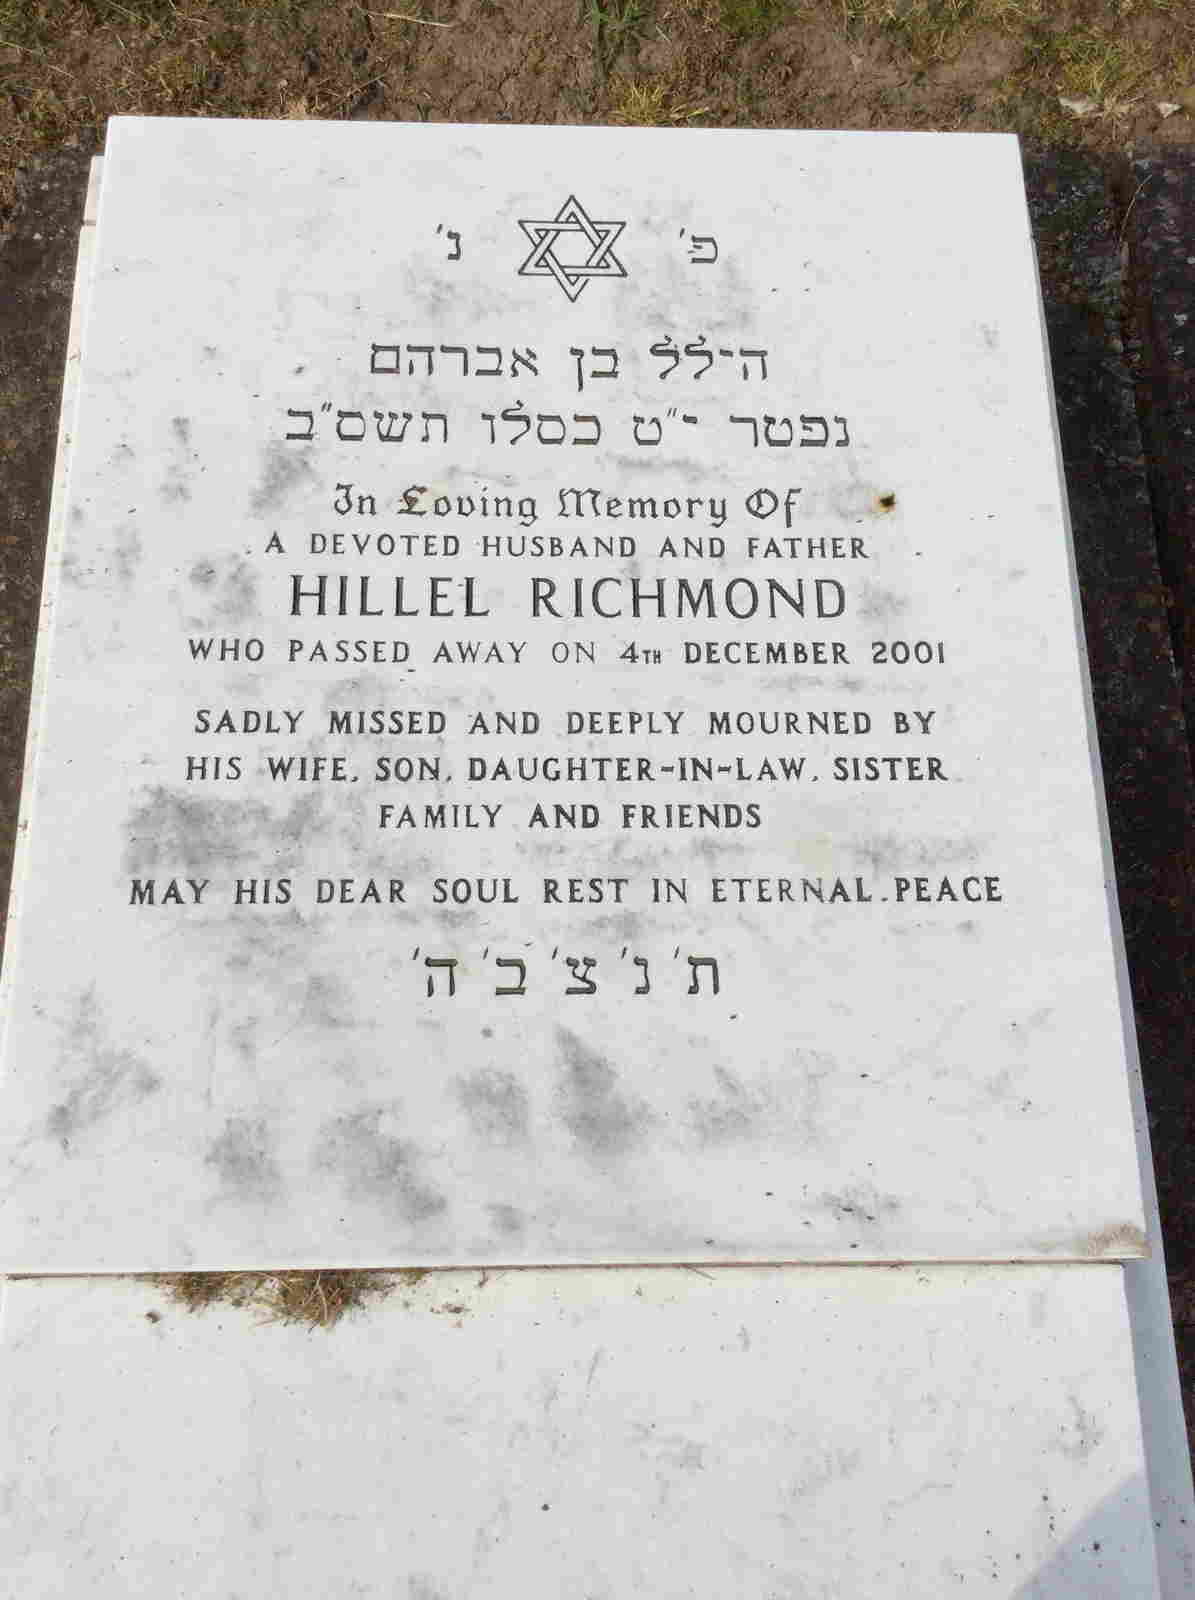 פ' נ'
הילל בן אברהם
נפטר י״ט כסלו תשס״ב
In Loving Memory Of
A DEVOTED HUSBAND AND FATHER
HILLEL RICHMOND
WHO PASSED AWAY ON 4TH DECEMBER 2001
SADLY MISSED AND DEEPLY MOURNED BY
HIS WIFE, SON, DAUGHTER-IN-LAW, SISTER
FAMILY AND FRIENDS
MAY HIS DEAR SOUL REST IN ETERNAL PEACE
ת' נ' צ' ב' ה'